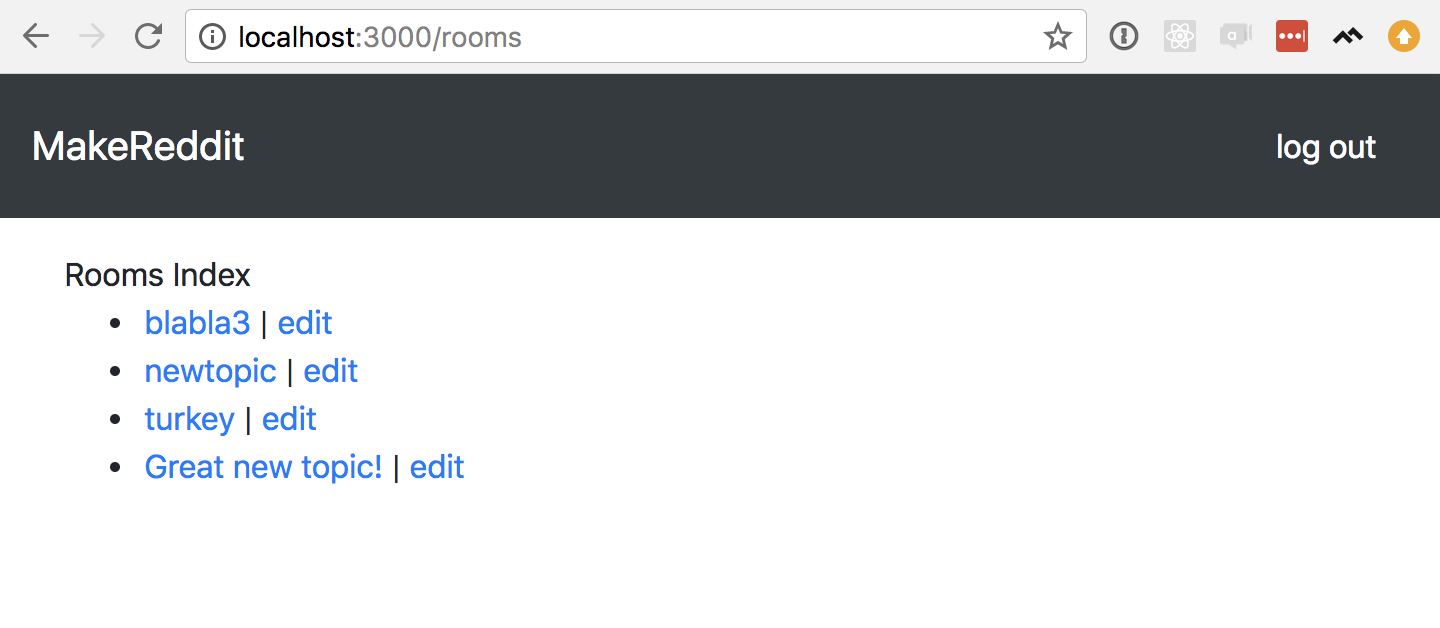 localhost:3000/rooms
MakeReddit log out
Rooms Index
• blabla3 | edit
• newtopic | edit
• turkey | edit
• Great new topic! | edit